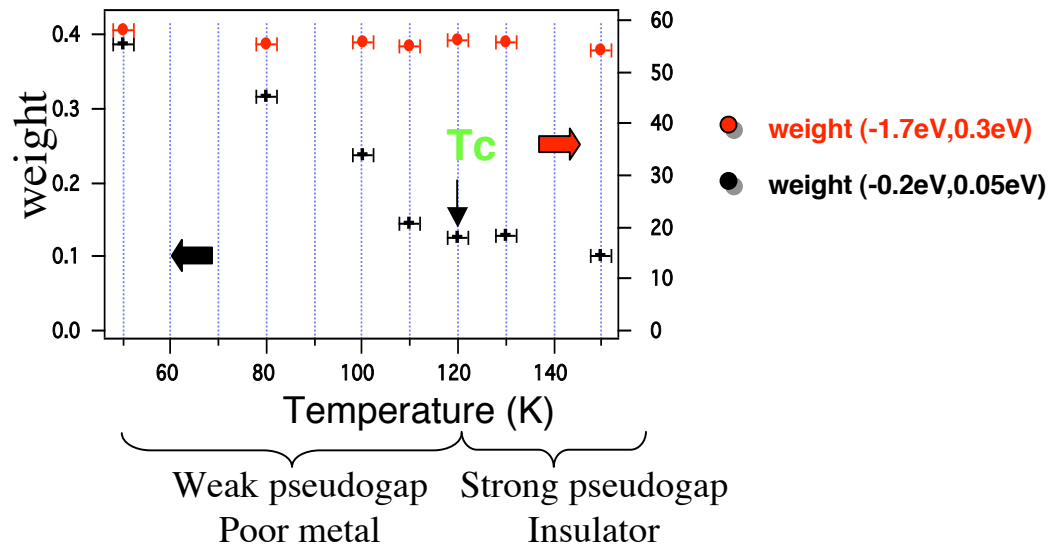 weight
0.4
0.3
0.2
0.1
0.0
60
50
40
30
20
10
0
Tc
60
80
100
120
140
Temperature (K)
weight (-1.7eV,0.3eV)
weight (-0.2eV,0.05eV)
Weak pseudogap
Poor metal
Strong pseudogap
Insulator